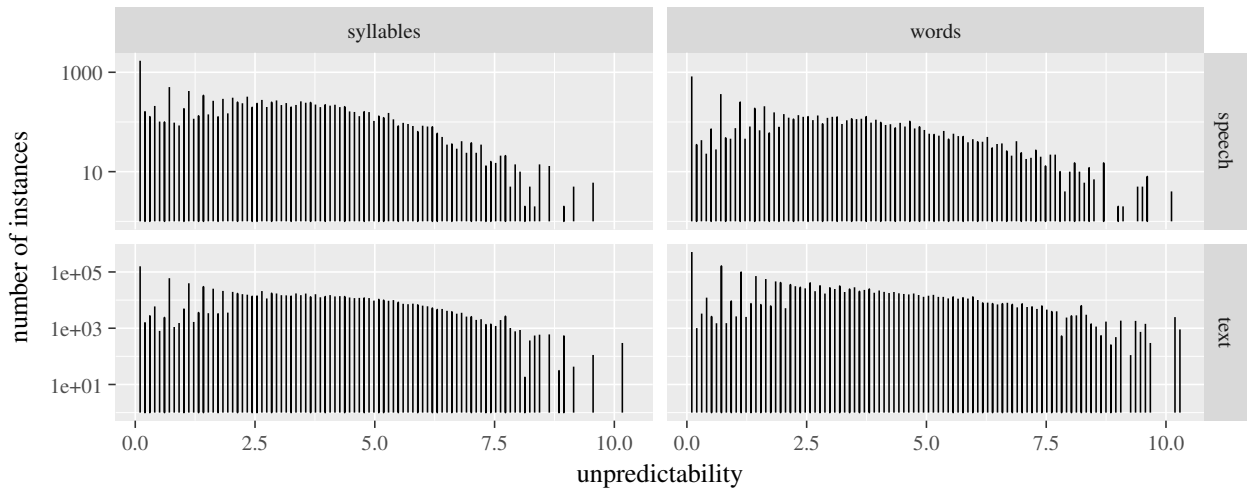 syllables words
1000
10
speech
number of instances
1e+05
1e+03
1e+01
text
0.0 2.5 5.0 7.5 10.0 0.0 2.5 5.0 7.5 10.0
unpredictability